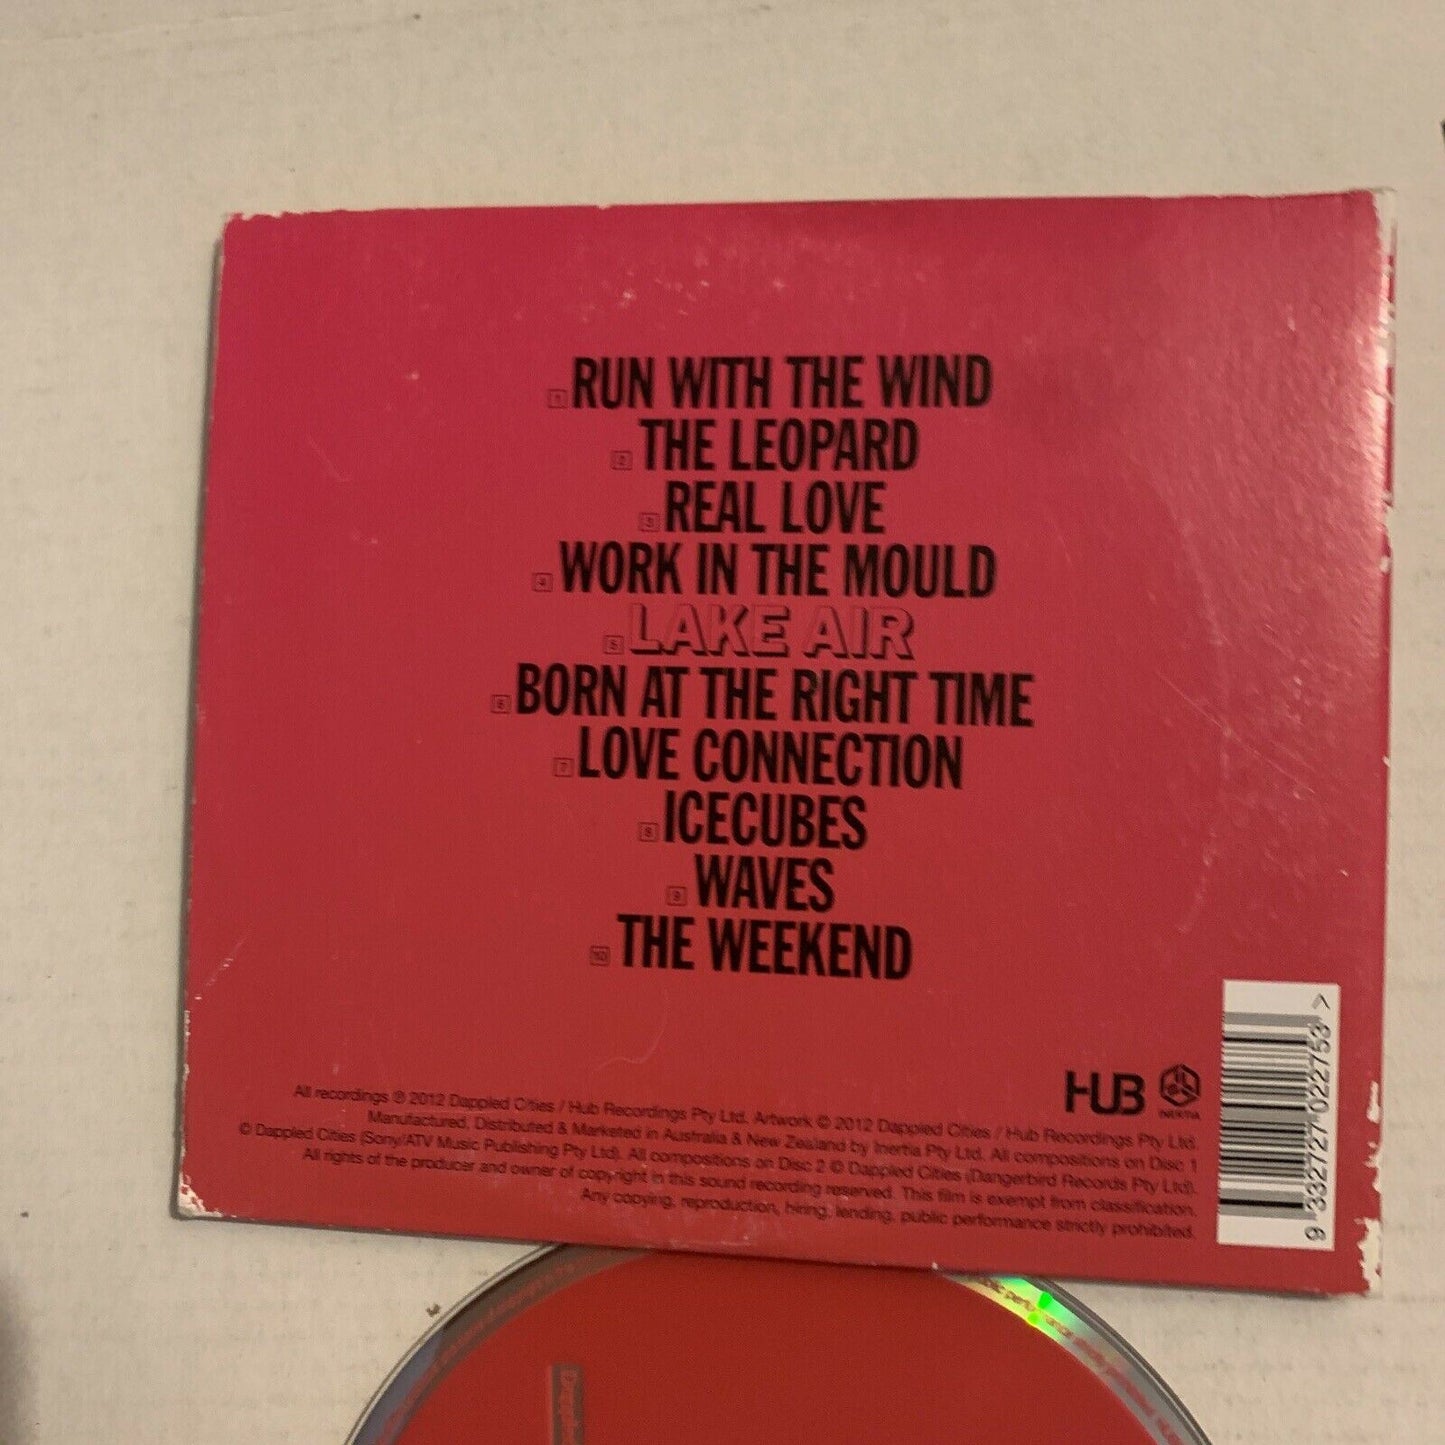 1 RUN WITH THE WIND
2 THE LEOPARD
3 REAL LOVE
4 WORK IN THE MOULD
5 LAKE AIR
6 BORN AT THE RIGHT TIME
7 LOVE CONNECTION
8 ICECUBES
9 WAVES
10 THE WEEKEND
HUB
INERTIA
All recordings ℗ 2012 Dappled Cities / Hub Recordings Pty Ltd. Artwork © 2012 Dappled Cities / Hub Recordings Pty Ltd.
Manufactured, Distributed & Marketed in Australia & New Zealand by Inertia Pty Ltd. All compositions on Disc 1
© Dappled Cities (Sony/ATV Music Publishing Pty Ltd). All compositions on Disc 2 © Dappled Cities (Dangerbird Records Pty Ltd).
All rights of the producer and owner of copyright in this sound recording reserved. This film is exempt from classification.
Any copying, reproduction, hiring, lending, public performance strictly prohibited.
9 332727022753 >
public performance strictly prohibited.